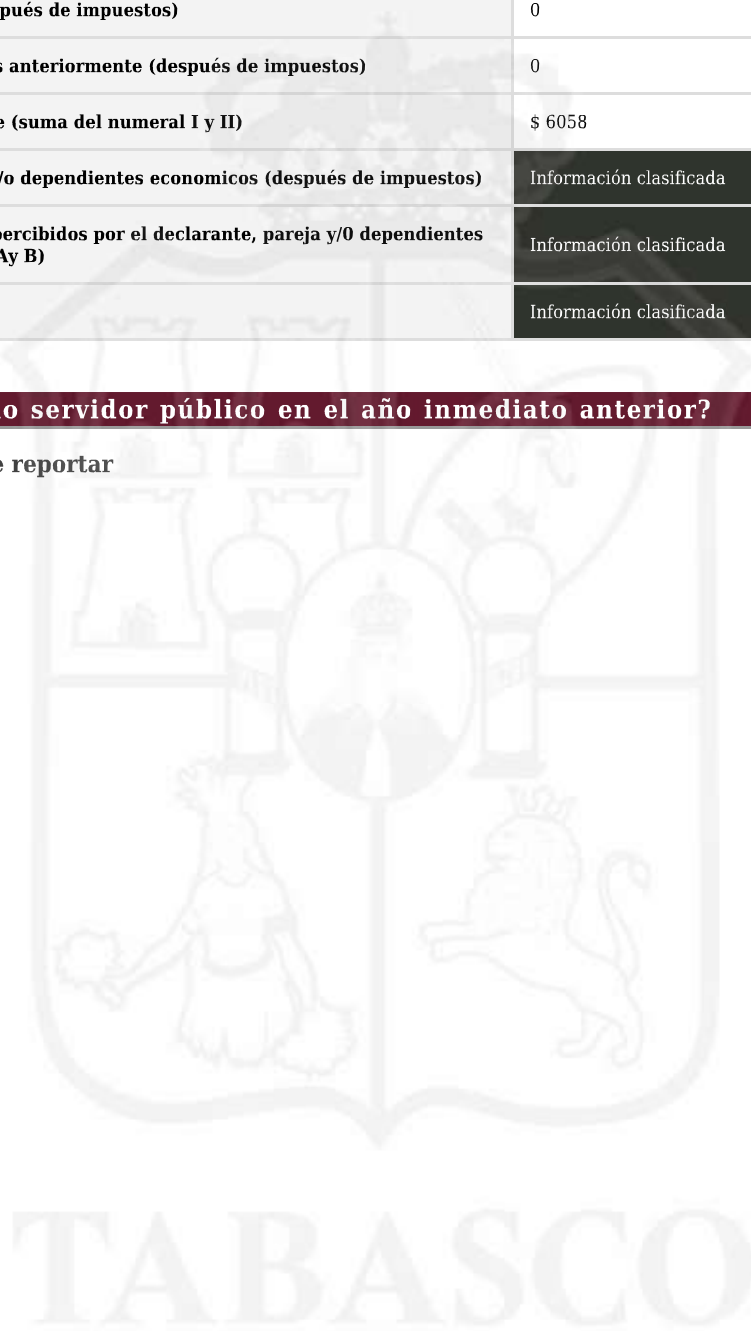 pués de impuestos) 0
s anteriormente (después de impuestos) 0
e (suma del numeral I y II) $ 6058
/o dependientes economicos (después de impuestos) Información clasificada
percibidos por el declarante, pareja y/0 dependientes
Ay B) Información clasificada
Información clasificada
o servidor público en el año inmediato anterior?
e reportar
TABASCO